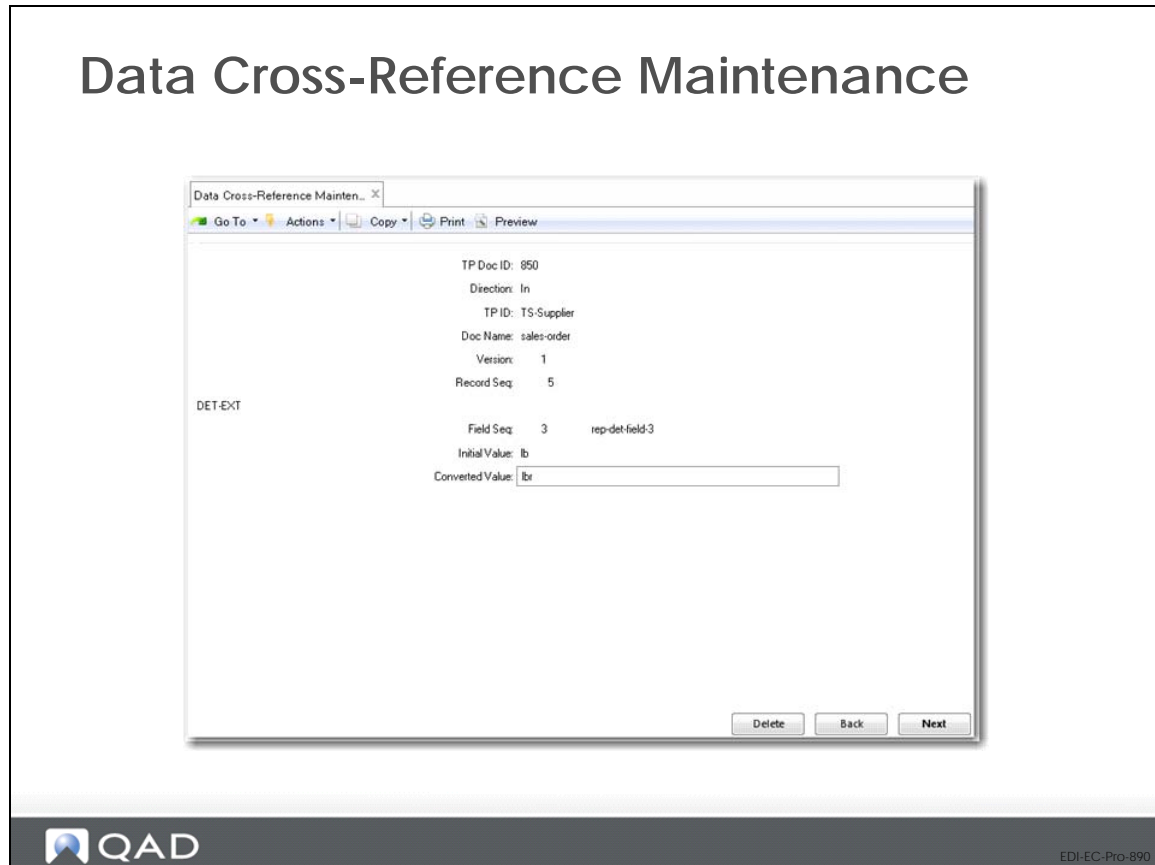 Data Cross-Reference Maintenance
Data Cross-Reference Mainten... X
Go To Actions Copy Print Preview
TP Doc ID: 850
Direction: In
TP ID: TS-Supplier
Doc Name: sales-order
Version: 1
Record Seq: 5
DET-EXT
Field Seq: 3 rep-det-field-3
Initial Value: lb
Converted Value: lbr
Delete Back Next
QAD
EDI-EC-Pro-890